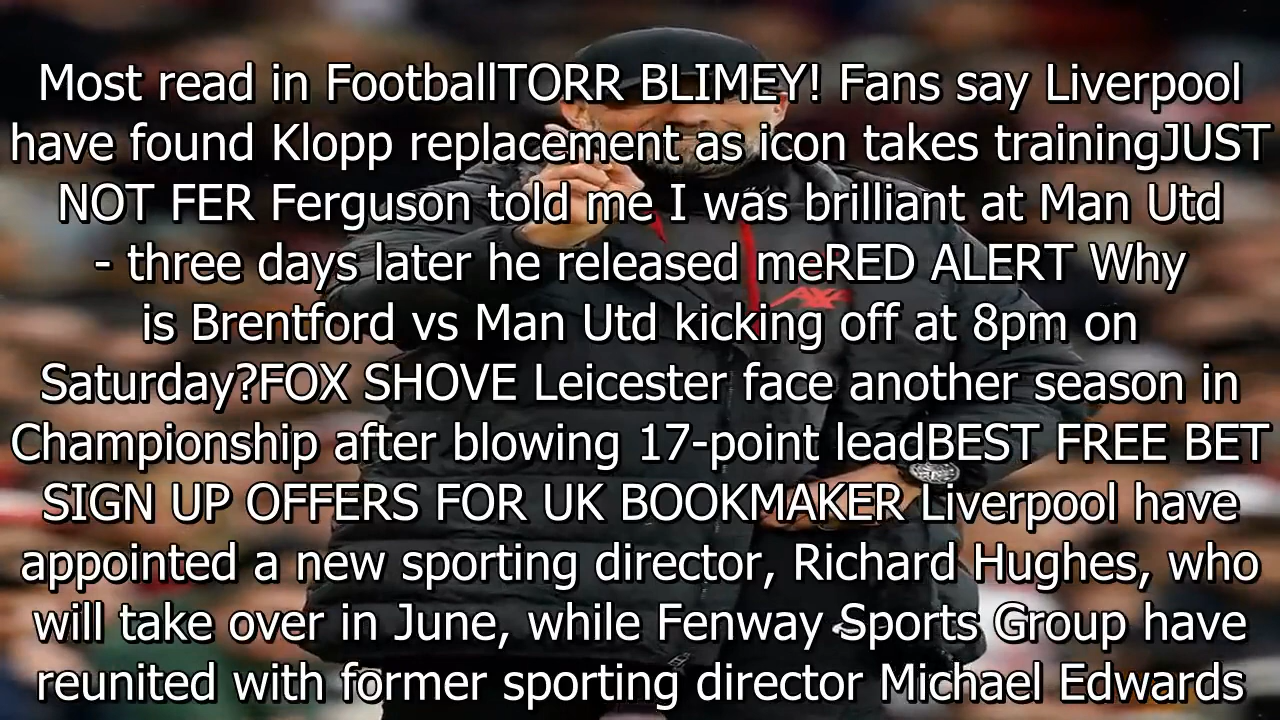 Most read in FootballTORR BLIMEY! Fans say Liverpool
have found Klopp replacement as icon takes trainingJUST
NOT FER Ferguson told me I was brilliant at Man Utd
- three days later he released meRED ALERT Why
is Brentford vs Man Utd kicking off at 8pm on
Saturday?FOX SHOVE Leicester face another season in
Championship after blowing 17-point leadBEST FREE BET
SIGN UP OFFERS FOR UK BOOKMAKER Liverpool have
appointed a new sporting director, Richard Hughes, who
will take over in June, while Fenway Sports Group have
reunited with former sporting director Michael Edwards